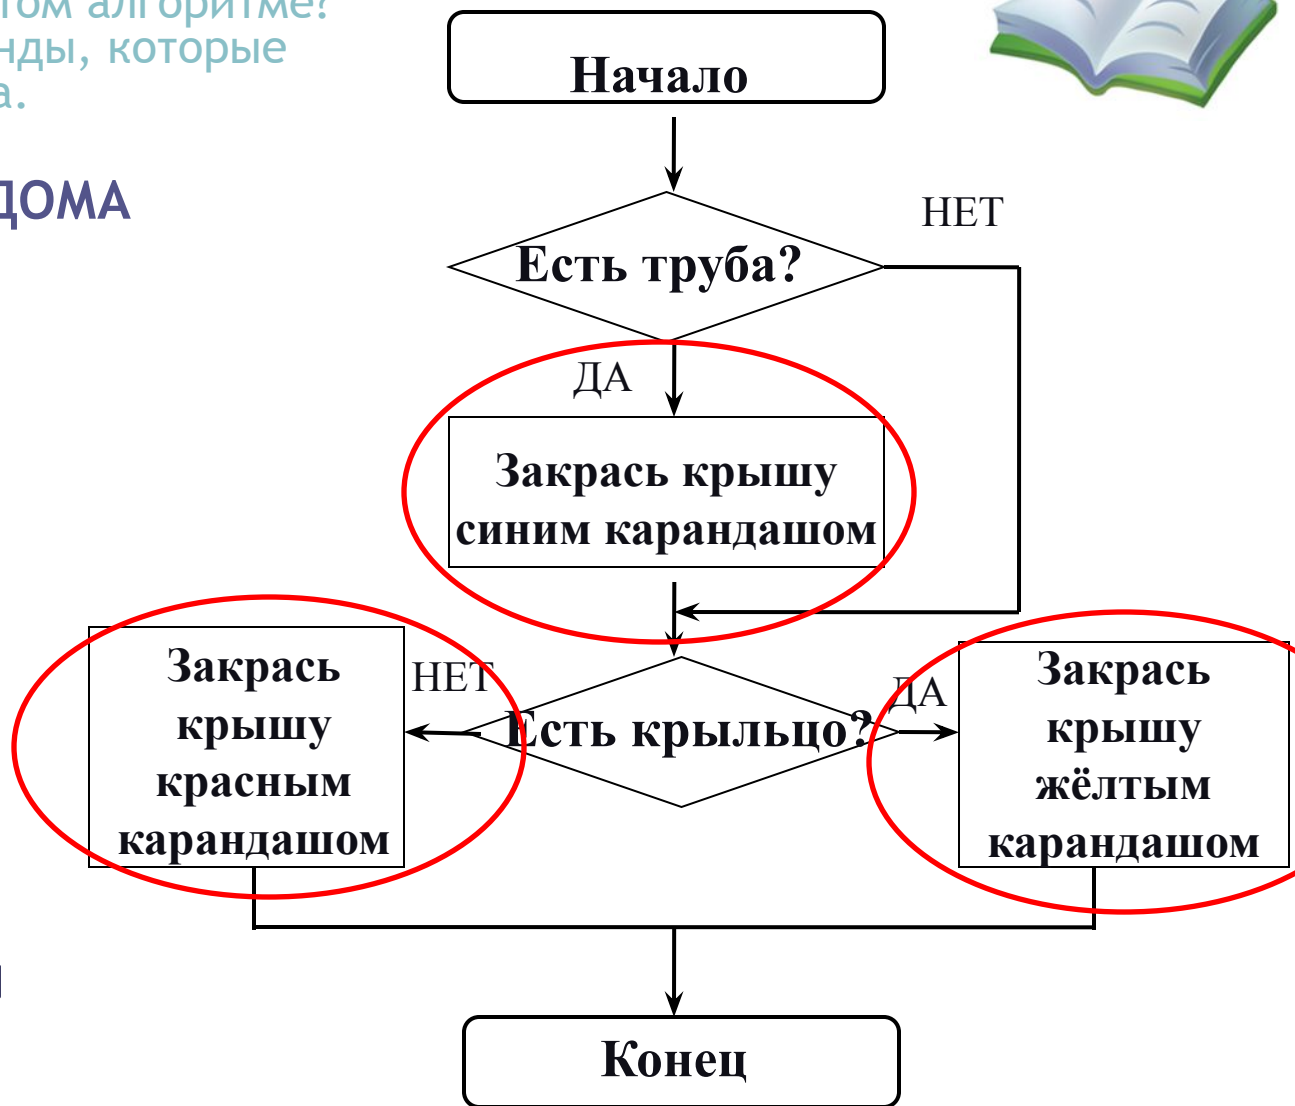 том алгоритме?
нды, которые
а.
ДОМА
Начало
Есть труба?
НЕТ
ДА
Закрась крышу
синим карандашом
НЕТ
Есть крыльцо?
ДА
Закрась
крышу
красным
карандашом
Закрась
крышу
жёлтым
карандашом
Конец